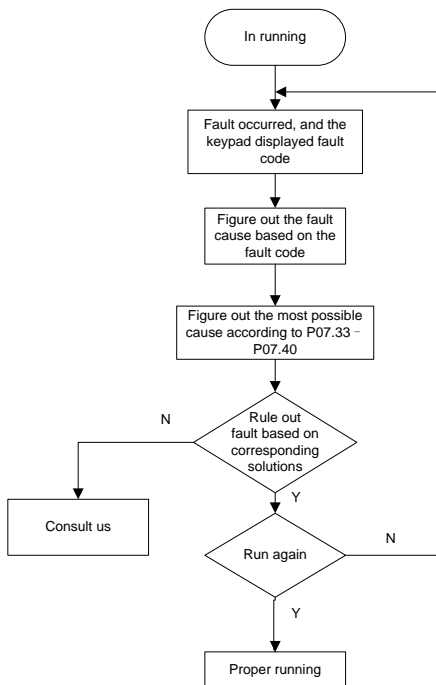 In running
Fault occurred, and the
keypad displayed fault
code
Figure out the fault
cause based on the
fault code
Figure out the most possible
cause according to P07.33–
P07.40
N
Rule out
fault based on
corresponding
solutions
Y
Consult us
Run again
N
Y
Proper running